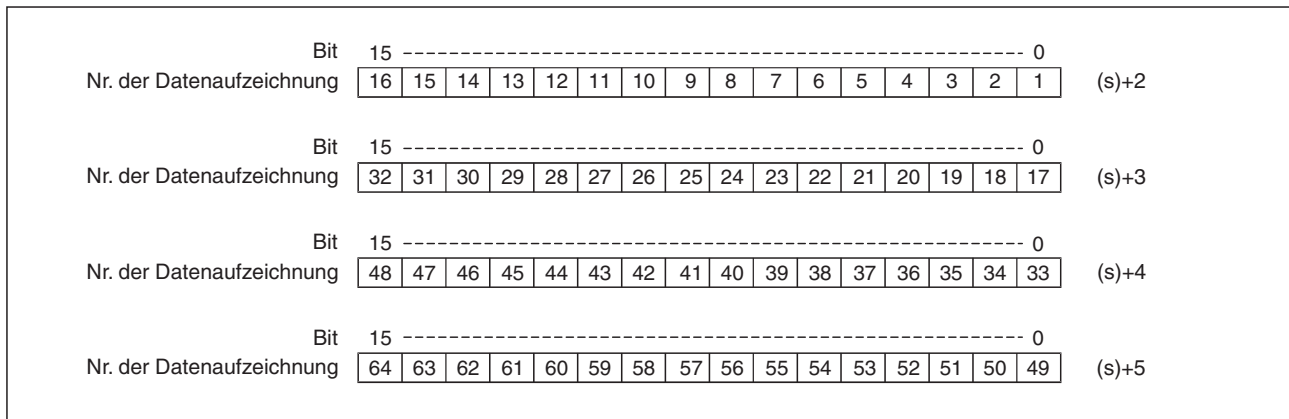 Bit 15 0
Nr. der Datenaufzeichnung 16 15 14 13 12 11 10 9 8 7 6 5 4 3 2 1 (s)+2
Bit 15 0
Nr. der Datenaufzeichnung 32 31 30 29 28 27 26 25 24 23 22 21 20 19 18 17 (s)+3
Bit 15 0
Nr. der Datenaufzeichnung 48 47 46 45 44 43 42 41 40 39 38 37 36 35 34 33 (s)+4
Bit 15 0
Nr. der Datenaufzeichnung 64 63 62 61 60 59 58 57 56 55 54 53 52 51 50 49 (s)+5